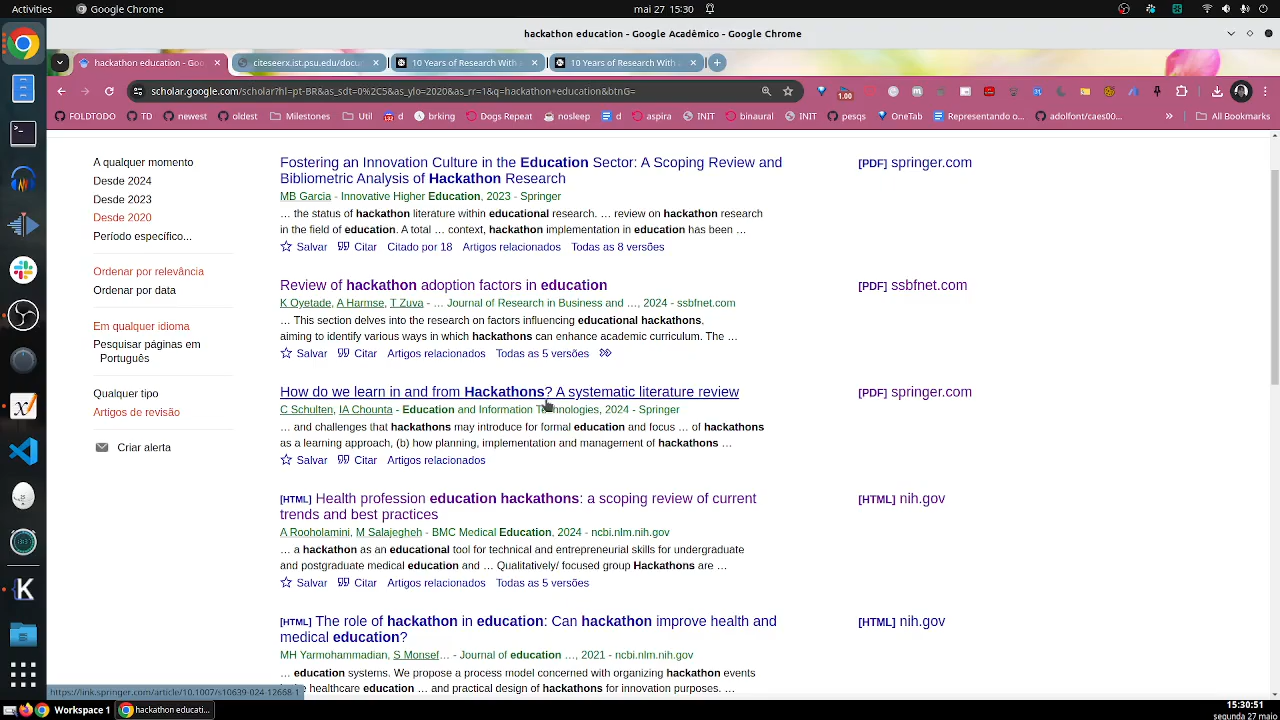 Activities
Google Chrome
mai 27 15:30
hackathon education - Google Acadêmico - Google Chrome
hackathon education - Goo
citeseerx.ist.psu.edu/docu
10 Years of Research With
10 Years of Research With
scholar.google.com/scholar?hl=pt-BR&as_sdt=0%2C5&as_ylo=2020&as_rr=1&q=hackathon+education&btnG=
1.00
FOLDTODO
TD
newest
oldest
Milestones
Util
d
brking
Dogs Repeat
nosleep
d
aspira
INIT
binaural
INIT
pesqs
OneTab
Representando o...
adolfont/caes00...
»
All Bookmarks
A qualquer momento
Desde 2024
Desde 2023
Desde 2020
Período específico...
Ordenar por relevância
Ordenar por data
Em qualquer idioma
Pesquisar páginas em
Português
Qualquer tipo
Artigos de revisão
Criar alerta
Fostering an Innovation Culture in the Education Sector: A Scoping Review and
Bibliometric Analysis of Hackathon Research
[PDF] springer.com
MB Garcia - Innovative Higher Education, 2023 - Springer
... the status of hackathon literature within educational research. ... review on hackathon research
in the field of education. A total ... context, hackathon implementation in education has been ...
Salvar Citar Citado por 18 Artigos relacionados Todas as 8 versões
Review of hackathon adoption factors in education
[PDF] ssbfnet.com
K Oyetade, A Harmse, T Zuva - ... Journal of Research in Business and ..., 2024 - ssbfnet.com
... This section delves into the research on factors influencing educational hackathons,
aiming to identify various ways in which hackathons can enhance academic curriculum. The ...
Salvar Citar Artigos relacionados Todas as 5 versões
How do we learn in and from Hackathons? A systematic literature review
[PDF] springer.com
C Schulten, IA Chounta - Education and Information Technologies, 2024 - Springer
... and challenges that hackathons may introduce for formal education and focus ... of hackathons
as a learning approach, (b) how planning, implementation and management of hackathons ...
Salvar Citar Artigos relacionados
[HTML] Health profession education hackathons: a scoping review of current
trends and best practices
[HTML] nih.gov
A Rooholamini, M Salajegheh - BMC Medical Education, 2024 - ncbi.nlm.nih.gov
... a hackathon as an educational tool for technical and entrepreneurial skills for undergraduate
and postgraduate medical education and ... Qualitatively/ focused group Hackathons are ...
Salvar Citar Artigos relacionados Todas as 5 versões
[HTML] The role of hackathon in education: Can hackathon improve health and
medical education?
[HTML] nih.gov
MH Yarmohammadian, S Monsef... - Journal of education ..., 2021 - ncbi.nlm.nih.gov
... education systems. We propose a process model concerned with organizing hackathon events
healthcare education ... and practical design of hackathons for innovation purposes. ...
https://link.springer.com/article/10.1007/s10639-024-12668-1
Workspace 1
hackathon educati...
15:30:51
segunda 27 maio